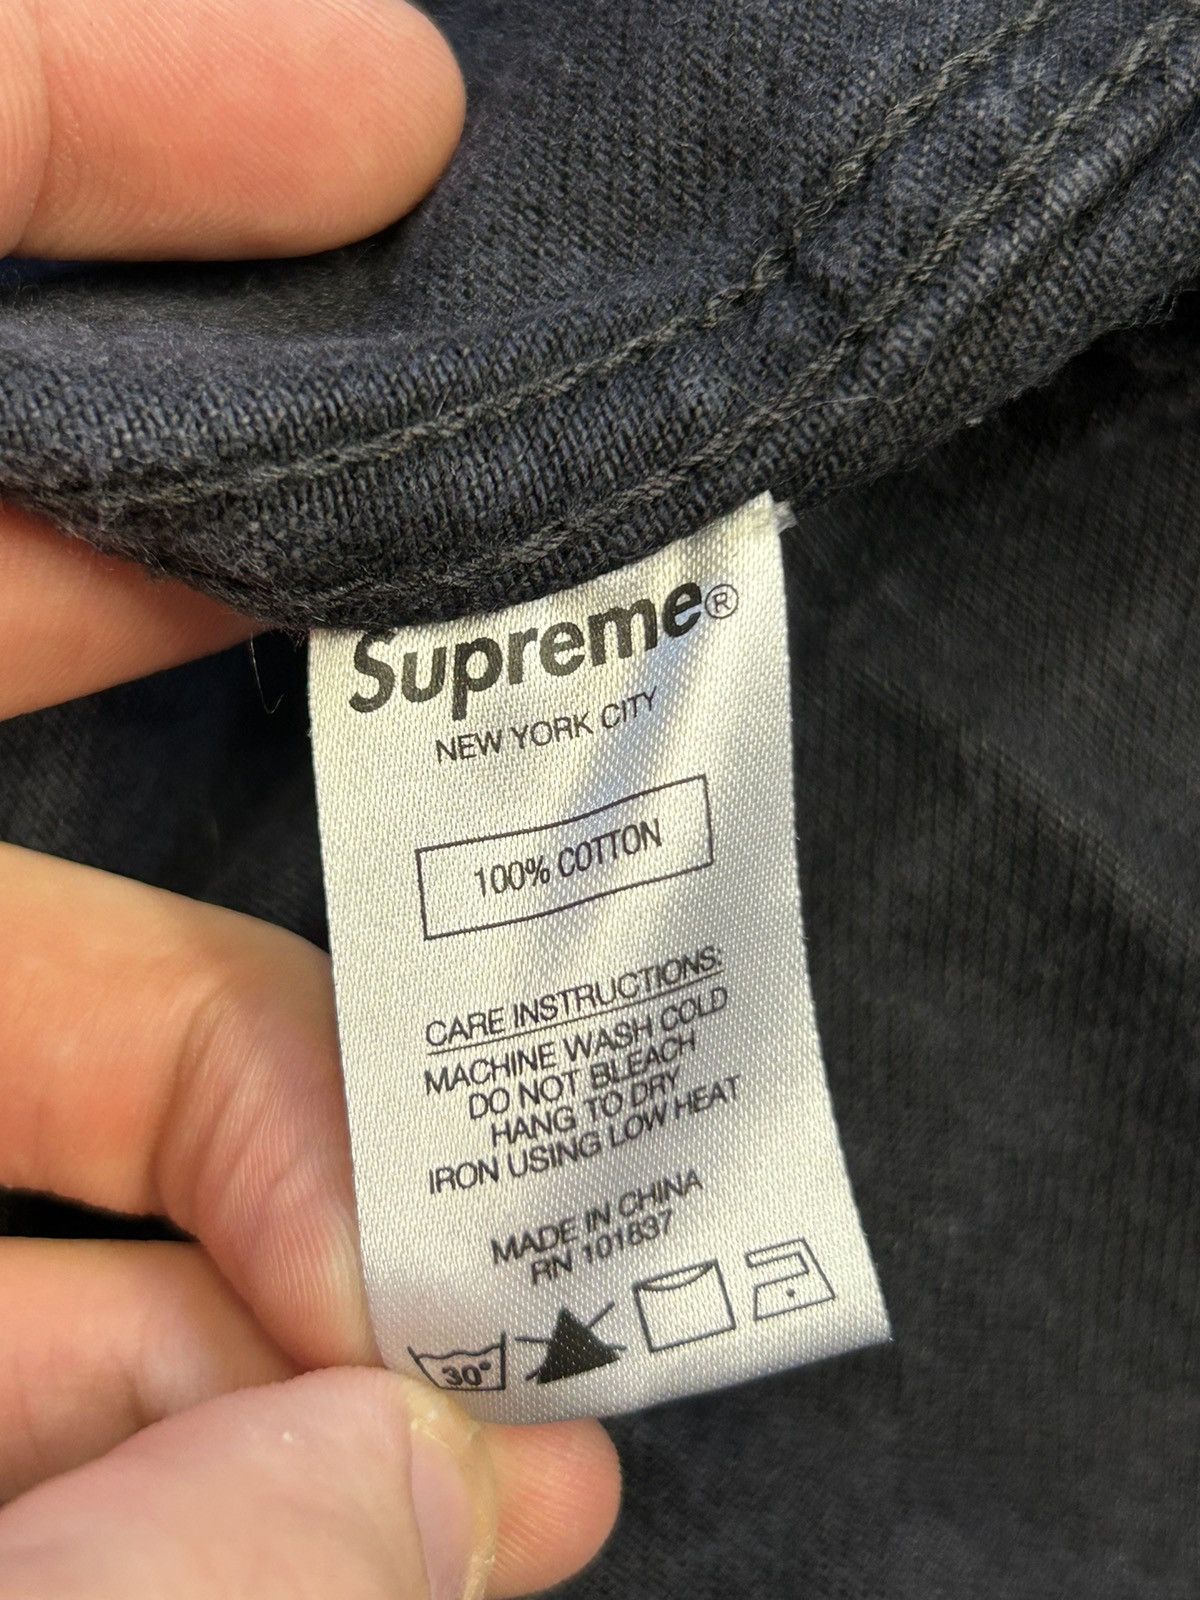 Supreme®
NEW YORK CITY
100% COTTON
CARE INSTRUCTIONS:
MACHINE WASH COLD
DO NOT BLEACH
HANG TO DRY
IRON USING LOW HEAT
MADE IN CHINA
RN 101837
30°